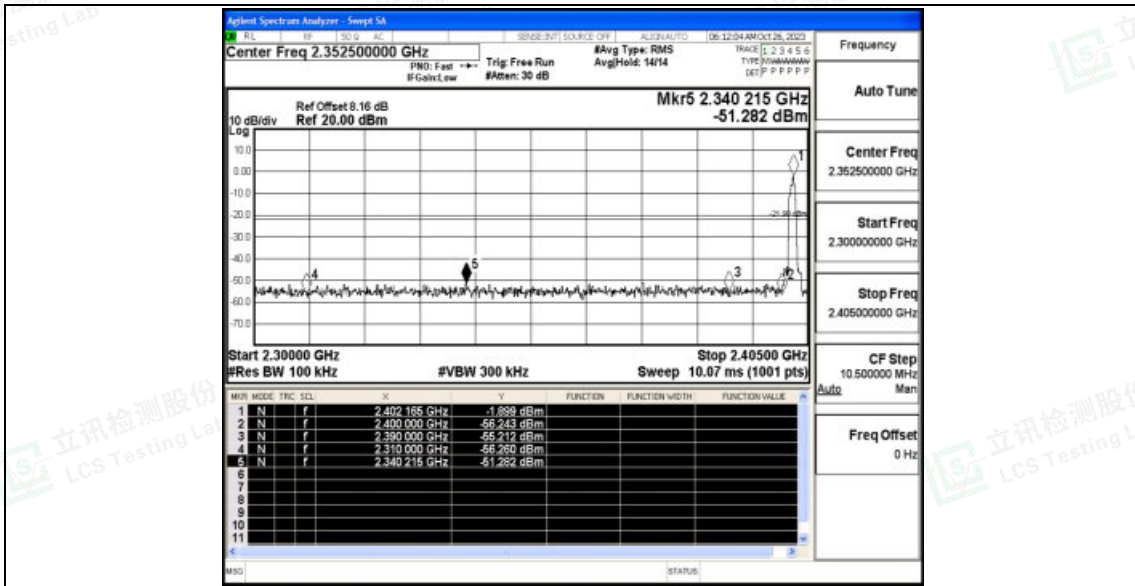 Agilent Spectrum Analyzer - Swept SA
RL RF 50 Ω AC SENSE:INT SOURCE OFF ALIGN AUTO 06:12:04 AM Oct 26, 2023
Center Freq 2.352500000 GHz
PNO: Fast
IFGain:Low
Trig: Free Run
#Atten: 30 dB
#Avg Type: RMS
Avg|Hold: 14/14
TRACE 1 2 3 4 5 6
TYPE
DET P P P P P P
Ref Offset 8.16 dB
Ref 20.00 dBm
10 dB/div
Log
Mkr5 2.340 215 GHz
-51.282 dBm
10.0
0.00
-10.0
-20.0
-30.0
-40.0
-50.0
-60.0
-70.0
1
4
5
3
2
Start 2.30000 GHz
#Res BW 100 kHz
#VBW 300 kHz
Stop 2.40500 GHz
Sweep 10.07 ms (1001 pts)
MKR MODE TRC SCL X Y FUNCTION FUNCTION WIDTH FUNCTION VALUE
1 N f 2.402 165 GHz -1.899 dBm
2 N f 2.400 000 GHz -56.243 dBm
3 N f 2.390 000 GHz -55.212 dBm
4 N f 2.310 000 GHz -56.260 dBm
5 N f 2.340 215 GHz -51.282 dBm
6
7
8
9
10
11
MSG
STATUS
Frequency
Auto Tune
Center Freq
2.352500000 GHz
Start Freq
2.300000000 GHz
Stop Freq
2.405000000 GHz
CF Step
10.500000 MHz
Auto Man
Freq Offset
0 Hz
立讯检测股份
LCS Testing Lab
立讯检测股份
LCS Testing L